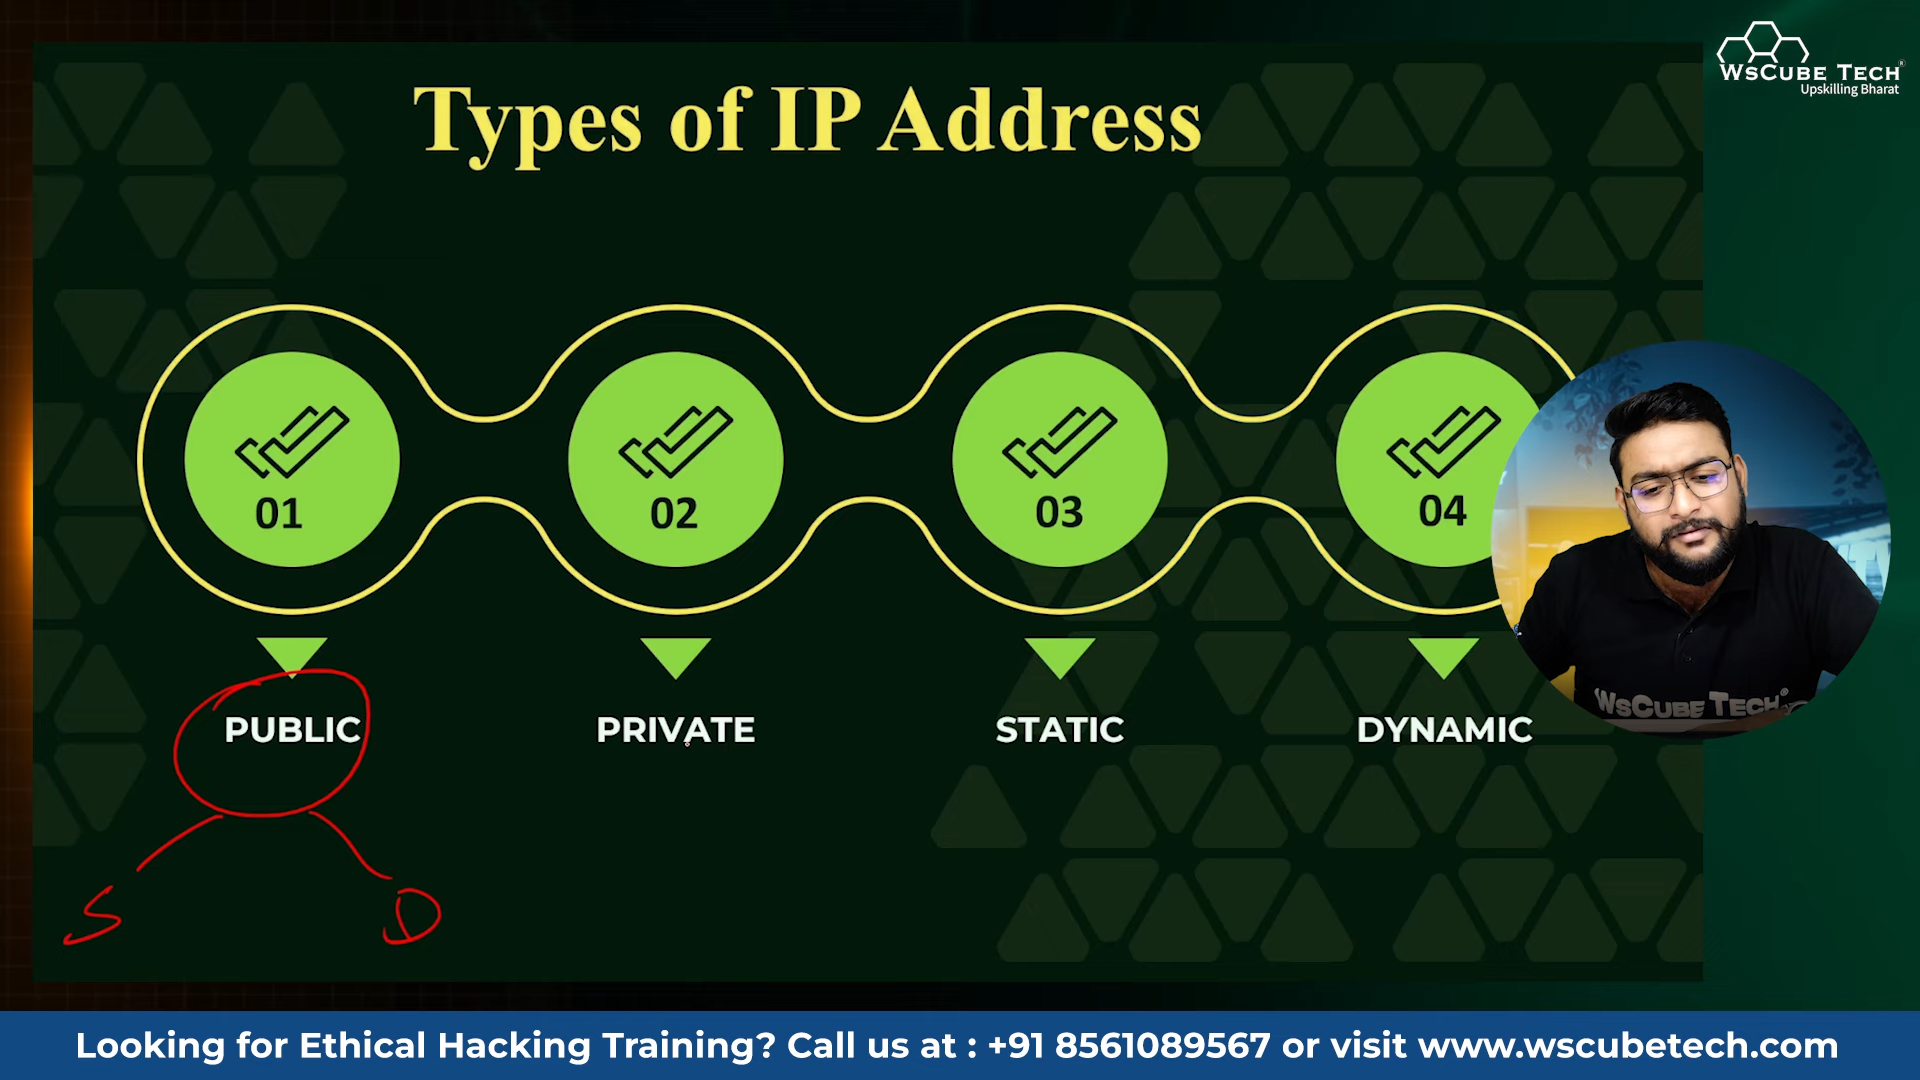 WsCube Tech®
Upskilling Bharat
Types of IP Address
01
02
03
04
PUBLIC
PRIVATE
STATIC
DYNAMIC
WsCube Tech®
S
D
Looking for Ethical Hacking Training? Call us at : +91 8561089567 or visit www.wscubetech.com